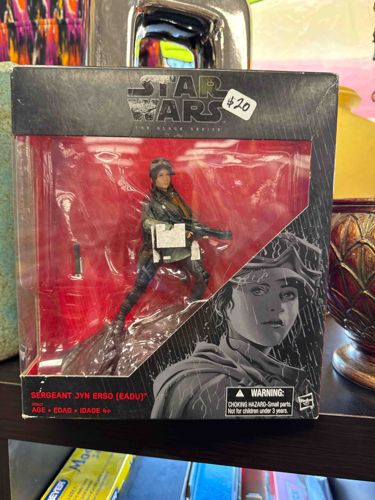 STAR
WARS
$20
THE BLACK SERIES
SERGEANT JYN ERSO (EADU)™
AGE • EDAD • IDADE 4+
WARNING:
CHOKING HAZARD-Small parts.
Not for children under 3 years.
Hasbro